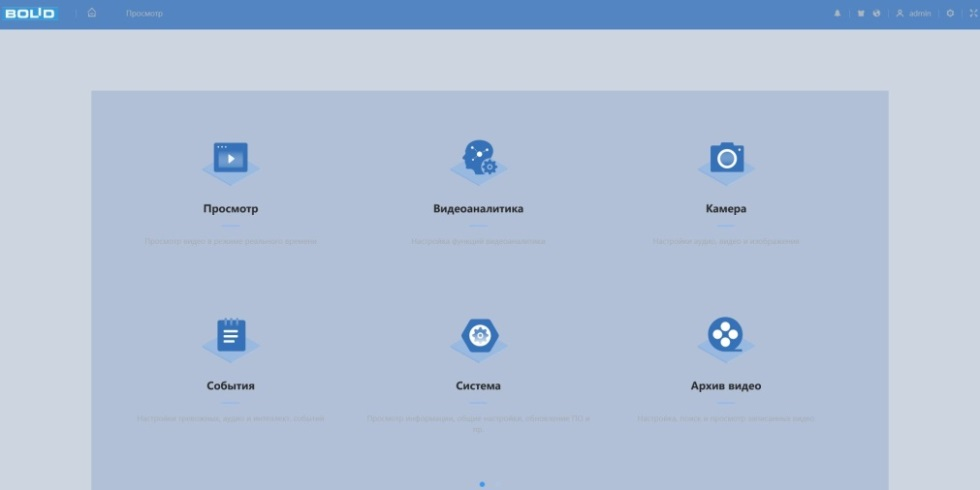 BOLID
Просмотр
admin
Просмотр
Видеоаналитика
Камера
Просмотр видео в режиме реального времени
Настройка функций видеоаналитики
Настройки аудио, видео и изображения
События
Система
Архив видео
Настройки тревожных, аудио и интеллект. событий
Просмотр информации, общие настройки, обновление ПО и
пр.
Настройка, поиск и просмотр записанных видео